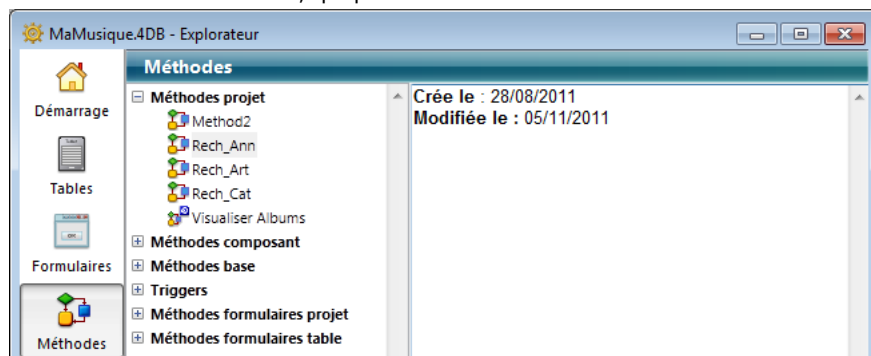 MaMusique.4DB - Explorateur
Méthodes
Démarrage
Tables
Formulaires
Méthodes
Méthodes projet
Method2
Rech_Ann
Rech_Art
Rech_Cat
Visualiser Albums
Méthodes composant
Méthodes base
Triggers
Méthodes formulaires projet
Méthodes formulaires table
Crée le : 28/08/2011
Modifiée le : 05/11/2011